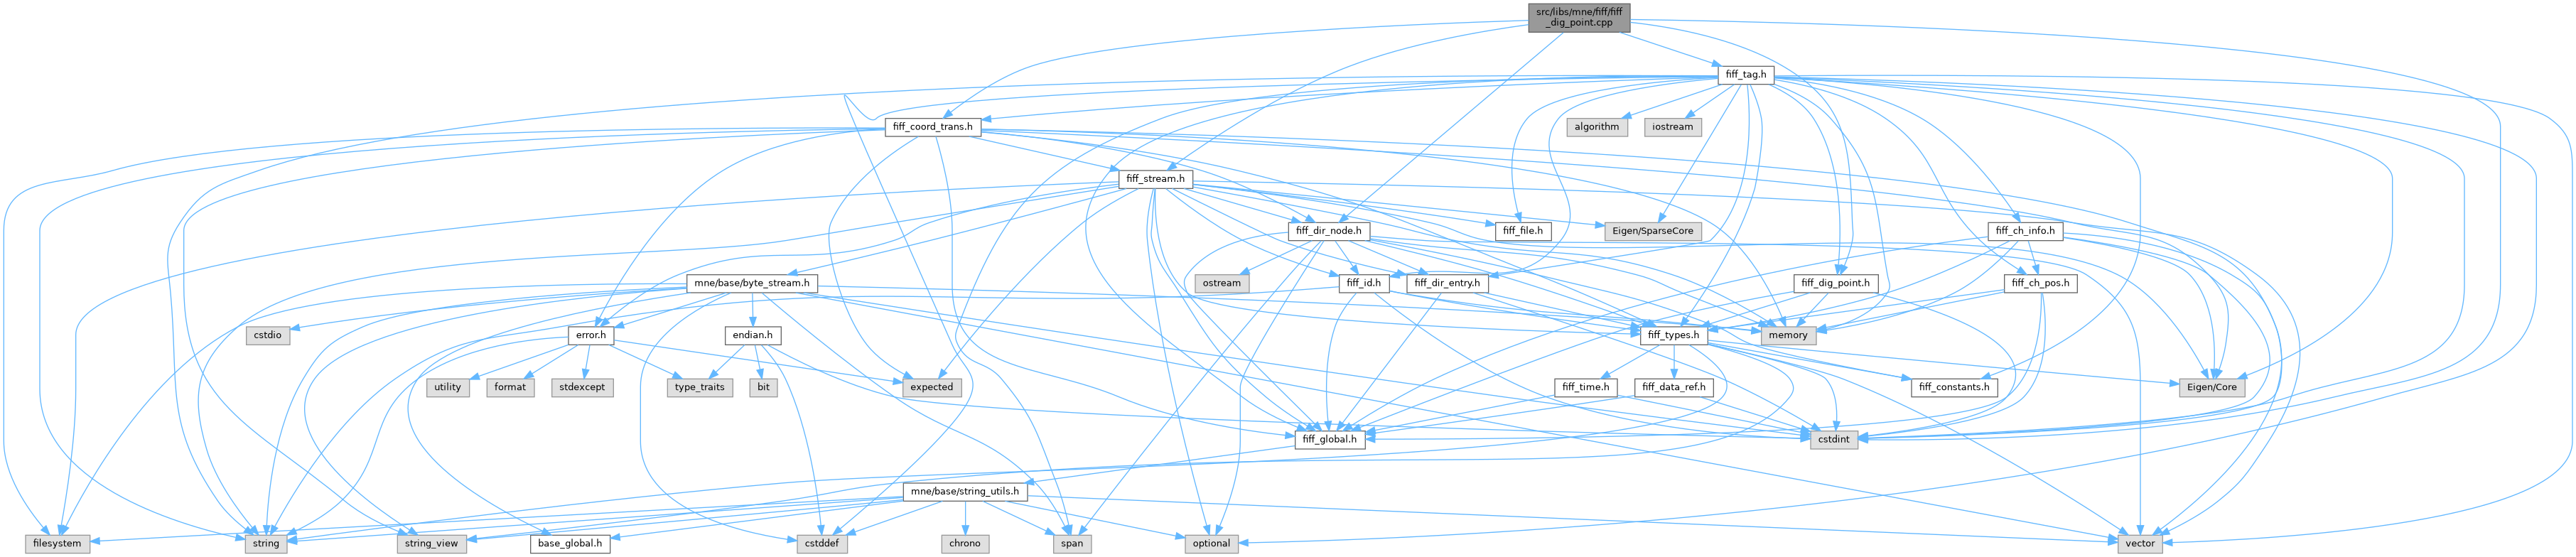 src/libs/mne/fiff/fiff
_dig_point.cpp
fiff_tag.h
fiff_coord_trans.h
algorithm
iostream
fiff_stream.h
fiff_dir_node.h
fiff_file.h
Eigen/SparseCore
fiff_ch_info.h
mne/base/byte_stream.h
ostream
fiff_id.h
fiff_dir_entry.h
fiff_dig_point.h
fiff_ch_pos.h
cstdio
error.h
endian.h
fiff_types.h
memory
utility
format
stdexcept
type_traits
bit
expected
fiff_time.h
fiff_data_ref.h
fiff_constants.h
Eigen/Core
fiff_global.h
cstdint
mne/base/string_utils.h
filesystem
string
string_view
base_global.h
cstddef
chrono
span
optional
vector